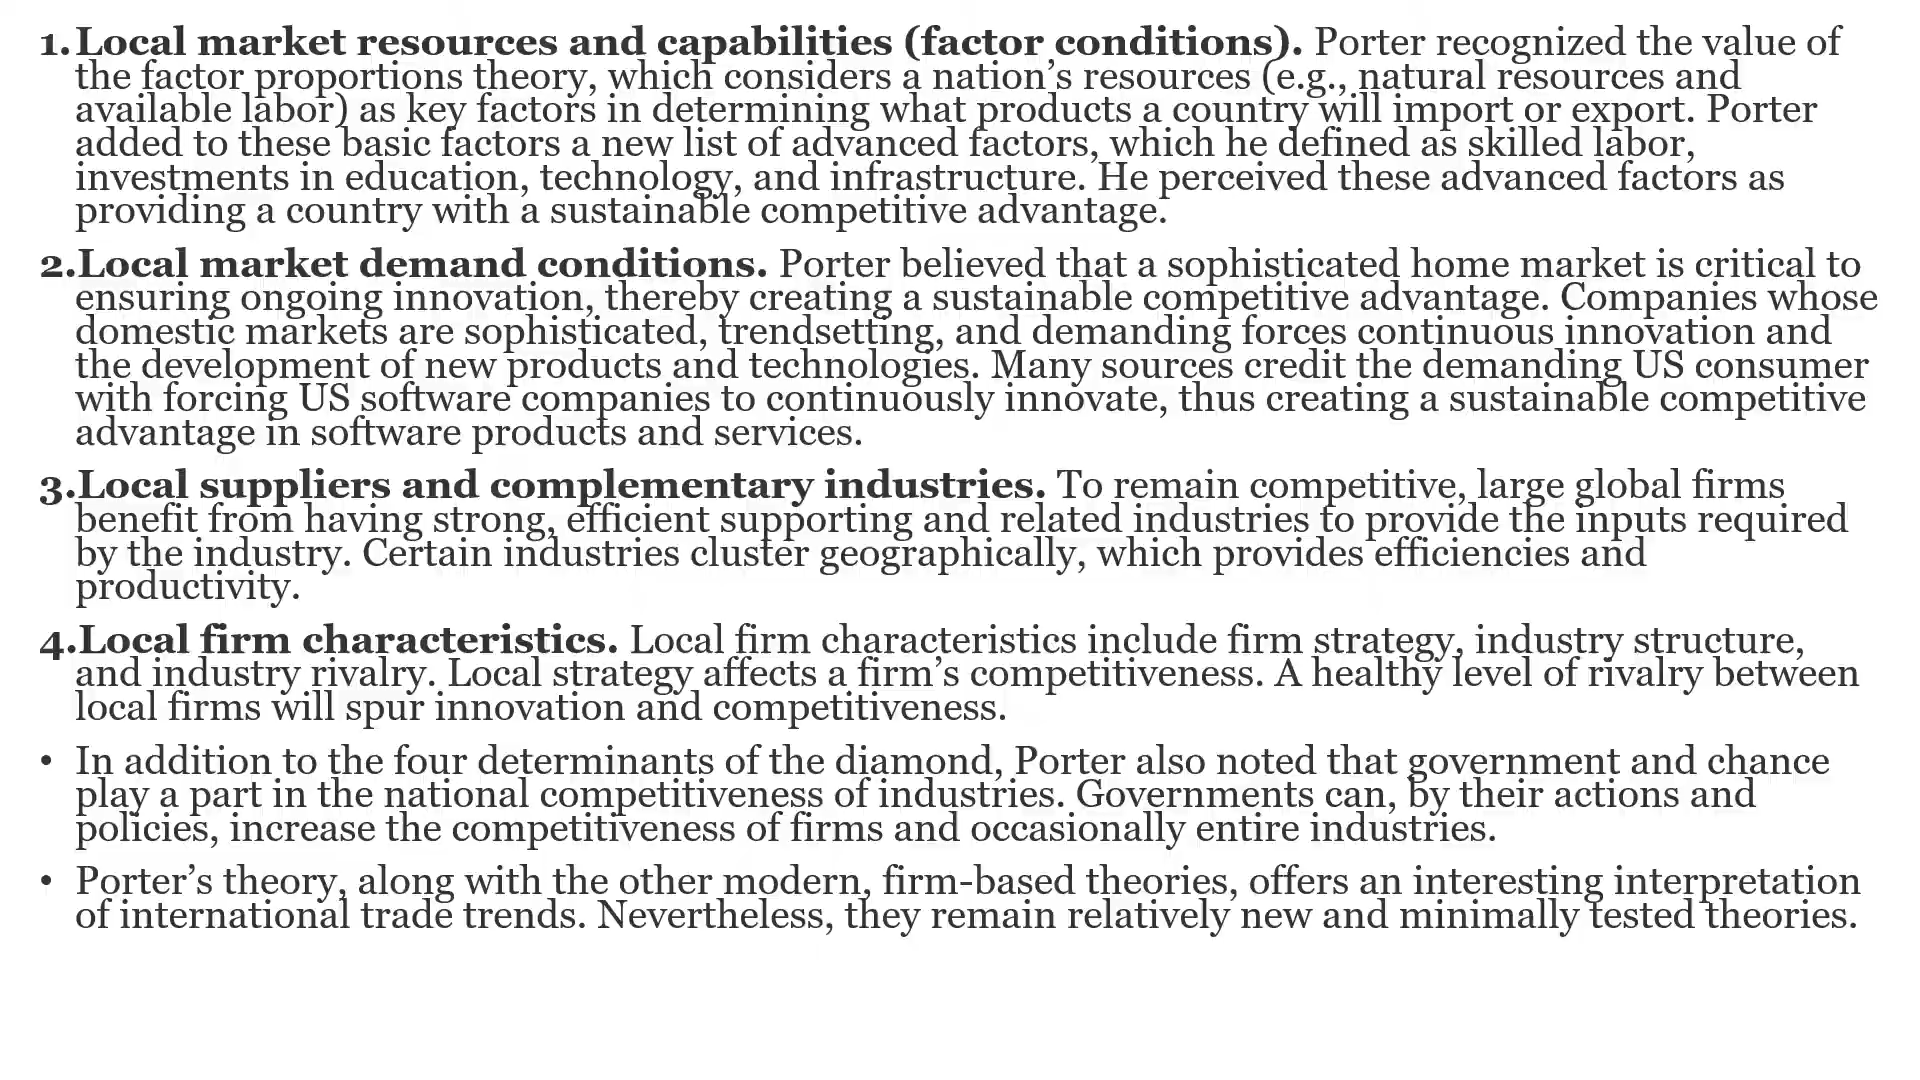 1. Local market resources and capabilities (factor conditions). Porter recognized the value of
the factor proportions theory, which considers a nation’s resources (e.g., natural resources and
available labor) as key factors in determining what products a country will import or export. Porter
added to these basic factors a new list of advanced factors, which he defined as skilled labor,
investments in education, technology, and infrastructure. He perceived these advanced factors as
providing a country with a sustainable competitive advantage.
2.Local market demand conditions. Porter believed that a sophisticated home market is critical to
ensuring ongoing innovation, thereby creating a sustainable competitive advantage. Companies whose
domestic markets are sophisticated, trendsetting, and demanding forces continuous innovation and
the development of new products and technologies. Many sources credit the demanding US consumer
with forcing US software companies to continuously innovate, thus creating a sustainable competitive
advantage in software products and services.
3.Local suppliers and complementary industries. To remain competitive, large global firms
benefit from having strong, efficient supporting and related industries to provide the inputs required
by the industry. Certain industries cluster geographically, which provides efficiencies and
productivity.
4.Local firm characteristics. Local firm characteristics include firm strategy, industry structure,
and industry rivalry. Local strategy affects a firm’s competitiveness. A healthy level of rivalry between
local firms will spur innovation and competitiveness.
• In addition to the four determinants of the diamond, Porter also noted that government and chance
play a part in the national competitiveness of industries. Governments can, by their actions and
policies, increase the competitiveness of firms and occasionally entire industries.
• Porter’s theory, along with the other modern, firm-based theories, offers an interesting interpretation
of international trade trends. Nevertheless, they remain relatively new and minimally tested theories.